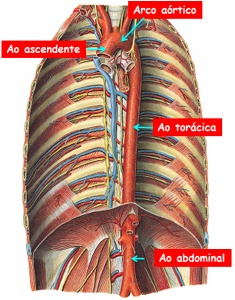 Arco aórtico
Ao ascendente
Ao torácica
Ao abdominal